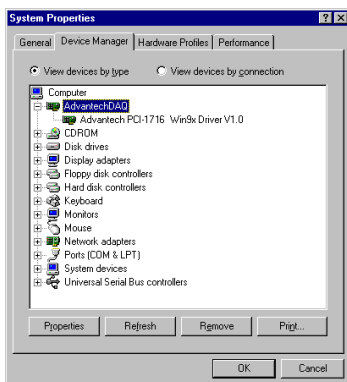 System Properties
General Device Manager Hardware Profiles Performance
View devices by type View devices by connection
Computer
AdvantechDAQ
Advantech PCI-1716 Win9x Driver V1.0
CDROM
Disk drives
Display adapters
Floppy disk controllers
Hard disk controllers
Keyboard
Monitors
Mouse
Network adapters
Ports (COM & LPT)
System devices
Universal Serial Bus controllers
Properties Refresh Remove Print...
OK Cancel